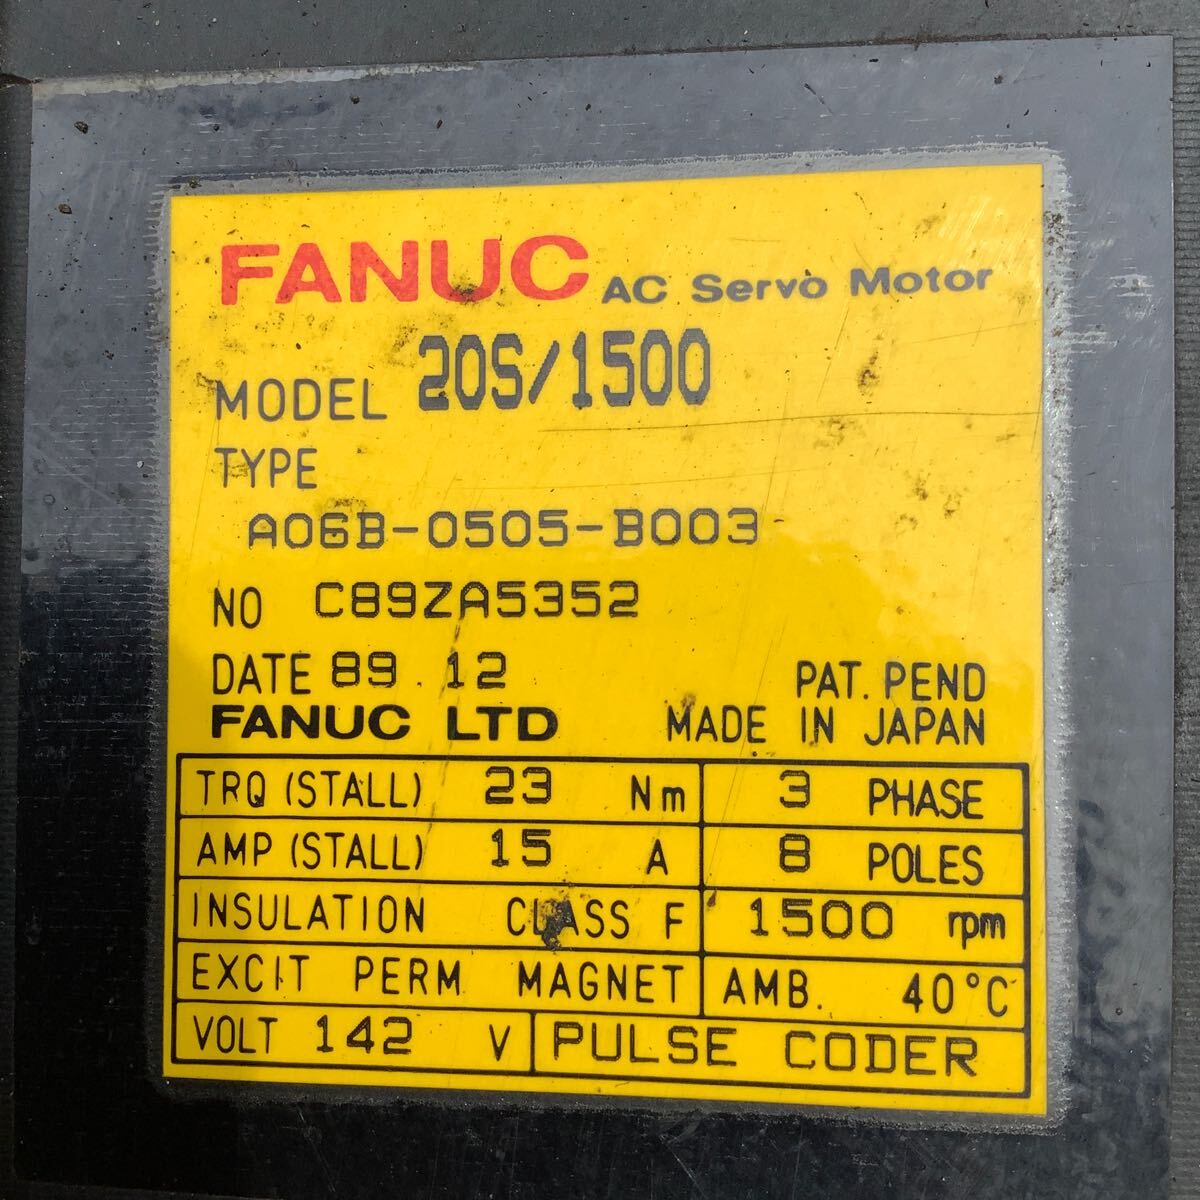 FANUC AC Servo Motor
MODEL 20S/1500
TYPE
A06B-0505-B003
NO C89ZA5352
DATE 89.12 PAT. PEND
FANUC LTD MADE IN JAPAN
TRQ (STALL) 23 Nm 3 PHASE
AMP (STALL) 15 A 8 POLES
INSULATION CLASS F 1500 rpm
EXCIT PERM MAGNET AMB. 40°C
VOLT 142 V PULSE CODER